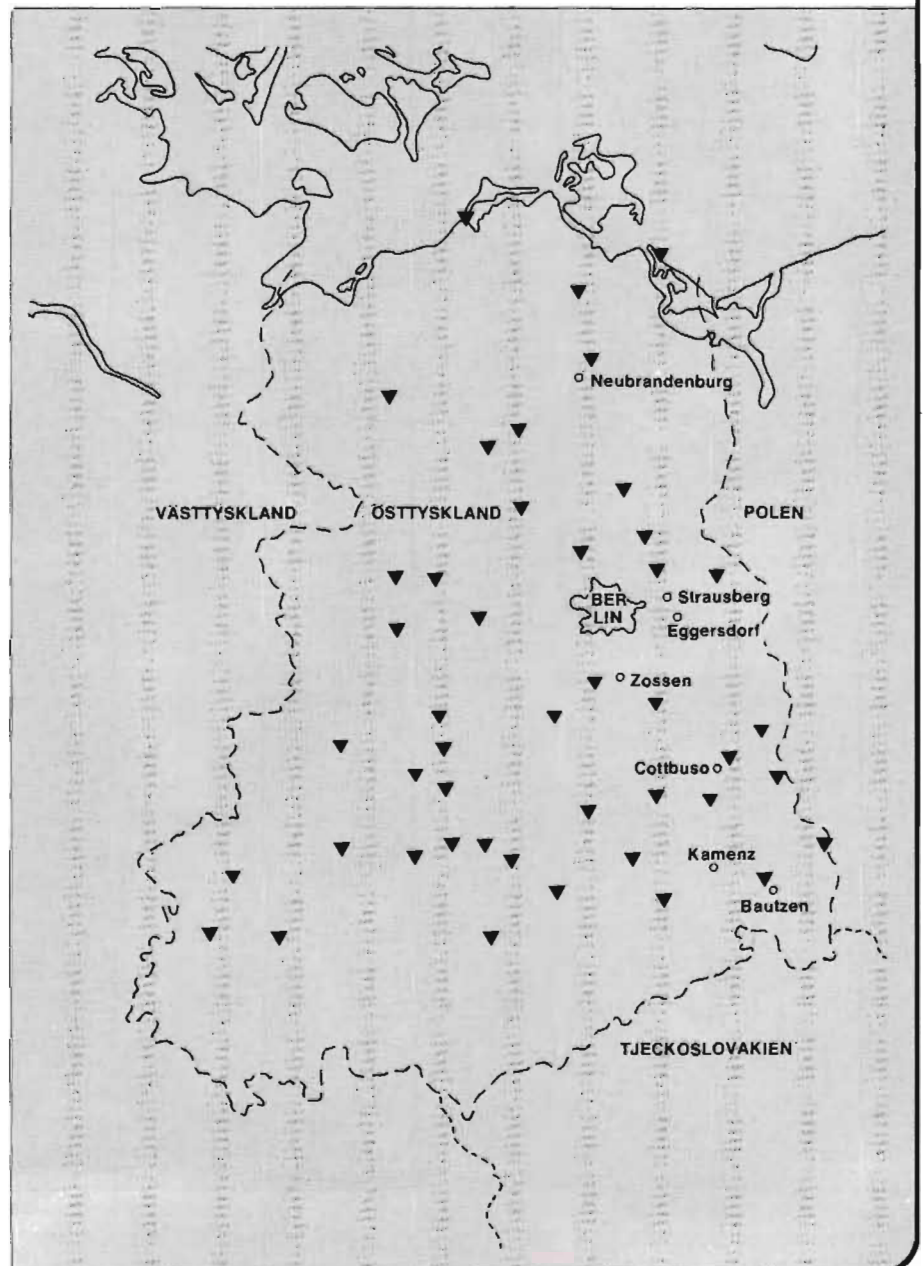 Neubrandenburg
VÄSTTYSKLAND
ÖSTTYSKLAND
POLEN
BER
LIN
Strausberg
Eggersdorf
Zossen
Cottbus
Kamenz
Bautzen
TJECKOSLOVAKIEN